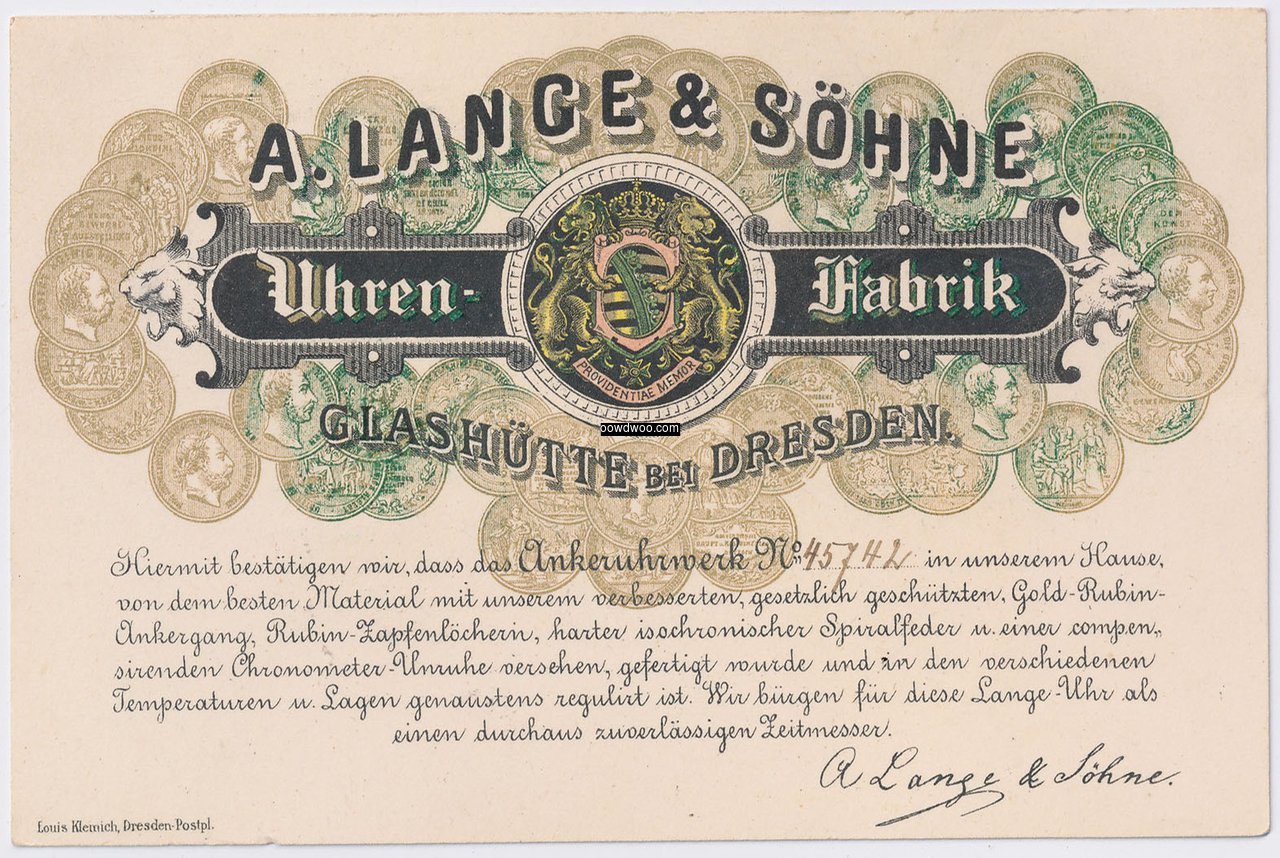 A. LANGE & SÖHNE
Uhren-Fabrik
PROVIDENTIAE MEMOR
oowdwoo.com
GLASHÜTTE BEI DRESDEN.
Hiermit bestätigen wir, dass das Ankeruhrwerk No 45742 in unserem Hause,
von dem besten Material mit unserem verbesserten, gesetzlich geschützten, Gold-Rubin-
Ankergang, Rubin-Zapfenlöchern, harter isochronischer Spiralfeder u. einer compen„
sirenden Chronometer-Unruhe versehen, gefertigt wurde und in den verschiedenen
Temperaturen u. Lagen genaustens regulirt ist. Wir bürgen für diese Lange-Uhr als
einen durchaus zuverlässigen Zeitmesser.
A Lange & Söhne.
Louis Klemich, Dresden-Postpl.